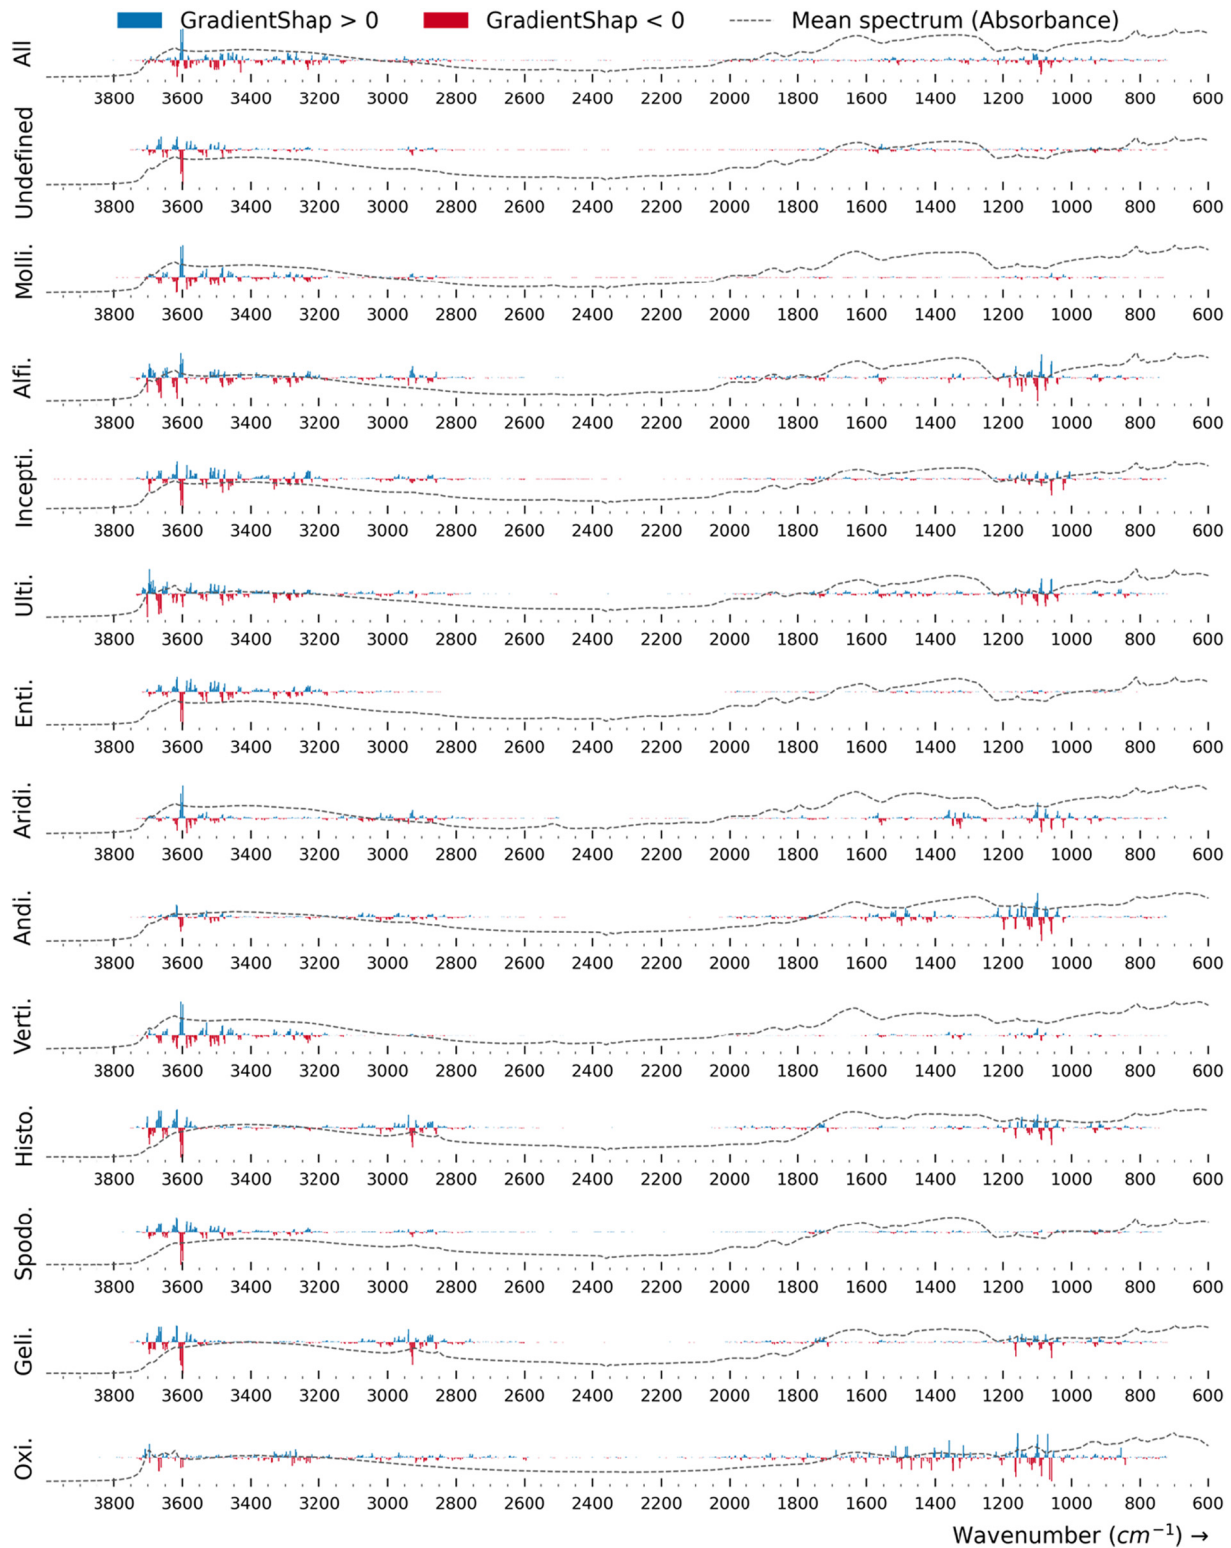 GradientShap > 0 GradientShap < 0 Mean spectrum (Absorbance)
All
3800 3600 3400 3200 3000 2800 2600 2400 2200 2000 1800 1600 1400 1200 1000 800 600
Undefined
3800 3600 3400 3200 3000 2800 2600 2400 2200 2000 1800 1600 1400 1200 1000 800 600
Molli.
3800 3600 3400 3200 3000 2800 2600 2400 2200 2000 1800 1600 1400 1200 1000 800 600
Alfi.
3800 3600 3400 3200 3000 2800 2600 2400 2200 2000 1800 1600 1400 1200 1000 800 600
Incepti.
3800 3600 3400 3200 3000 2800 2600 2400 2200 2000 1800 1600 1400 1200 1000 800 600
Ulti.
3800 3600 3400 3200 3000 2800 2600 2400 2200 2000 1800 1600 1400 1200 1000 800 600
Enti.
3800 3600 3400 3200 3000 2800 2600 2400 2200 2000 1800 1600 1400 1200 1000 800 600
Aridi.
3800 3600 3400 3200 3000 2800 2600 2400 2200 2000 1800 1600 1400 1200 1000 800 600
Andi.
3800 3600 3400 3200 3000 2800 2600 2400 2200 2000 1800 1600 1400 1200 1000 800 600
Verti.
3800 3600 3400 3200 3000 2800 2600 2400 2200 2000 1800 1600 1400 1200 1000 800 600
Histo.
3800 3600 3400 3200 3000 2800 2600 2400 2200 2000 1800 1600 1400 1200 1000 800 600
Spodo.
3800 3600 3400 3200 3000 2800 2600 2400 2200 2000 1800 1600 1400 1200 1000 800 600
Geli.
3800 3600 3400 3200 3000 2800 2600 2400 2200 2000 1800 1600 1400 1200 1000 800 600
Oxi.
3800 3600 3400 3200 3000 2800 2600 2400 2200 2000 1800 1600 1400 1200 1000 800 600
Wavenumber (cm⁻¹) →